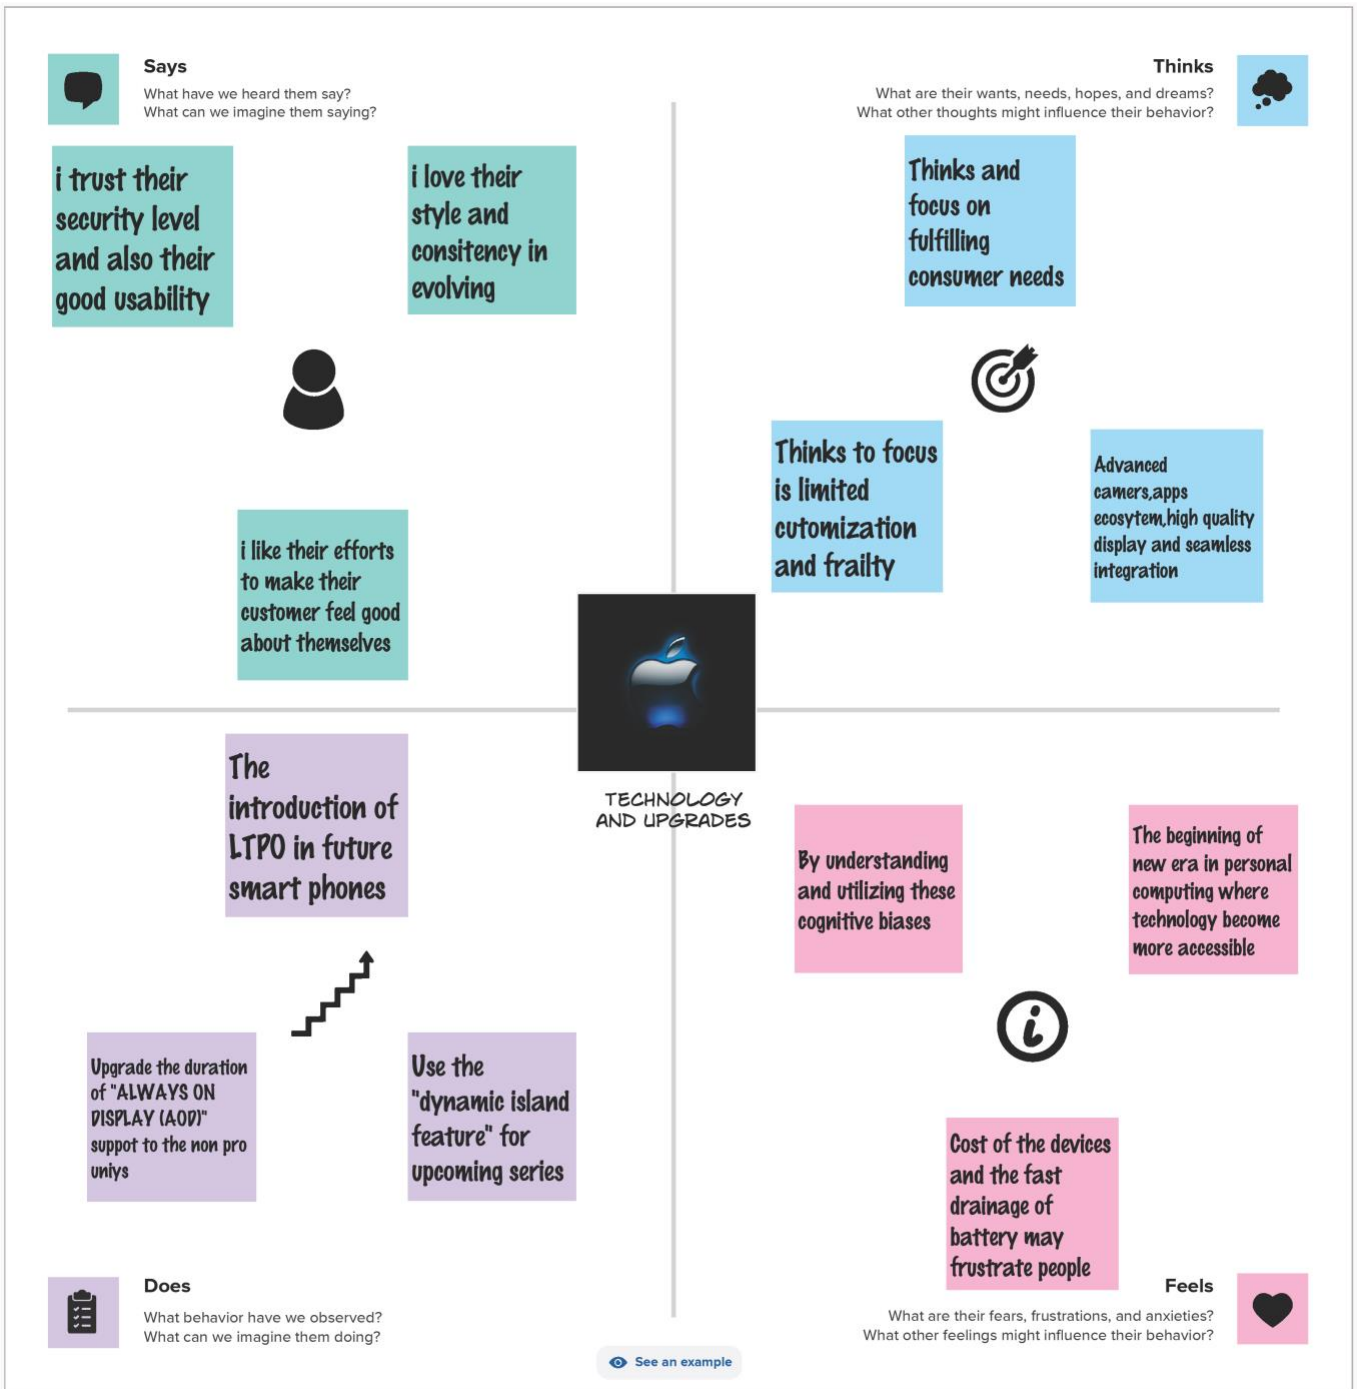 Says
What have we heard them say?
What can we imagine them saying?
i trust their
security level
and also their
good usability
i love their
style and
consitency in
evolving
i like their efforts
to make their
customer feel good
about themselves
Thinks
What are their wants, needs, hopes, and dreams?
What other thoughts might influence their behavior?
Thinks and
focus on
fulfilling
consumer needs
Thinks to focus
is limited
cutomization
and frailty
Advanced
camers,apps
ecosytem,high quality
display and seamless
integration
TECHNOLOGY
AND UPGRADES
The
introduction of
LTPO in future
smart phones
Upgrade the duration
of "ALWAYS ON
DISPLAY (AOD)"
suppot to the non pro
uniys
Use the
"dynamic island
feature" for
upcoming series
Does
What behavior have we observed?
What can we imagine them doing?
By understanding
and utilizing these
cognitive biases
The beginning of
new era in personal
computing where
technology become
more accessible
Cost of the devices
and the fast
drainage of
battery may
frustrate people
Feels
What are their fears, frustrations, and anxieties?
What other feelings might influence their behavior?
See an example